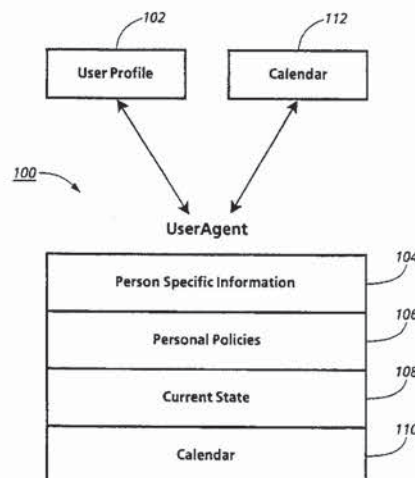 102
112
User Profile
Calendar
100
UserAgent
104
Person Specific Information
106
Personal Policies
108
Current State
110
Calendar